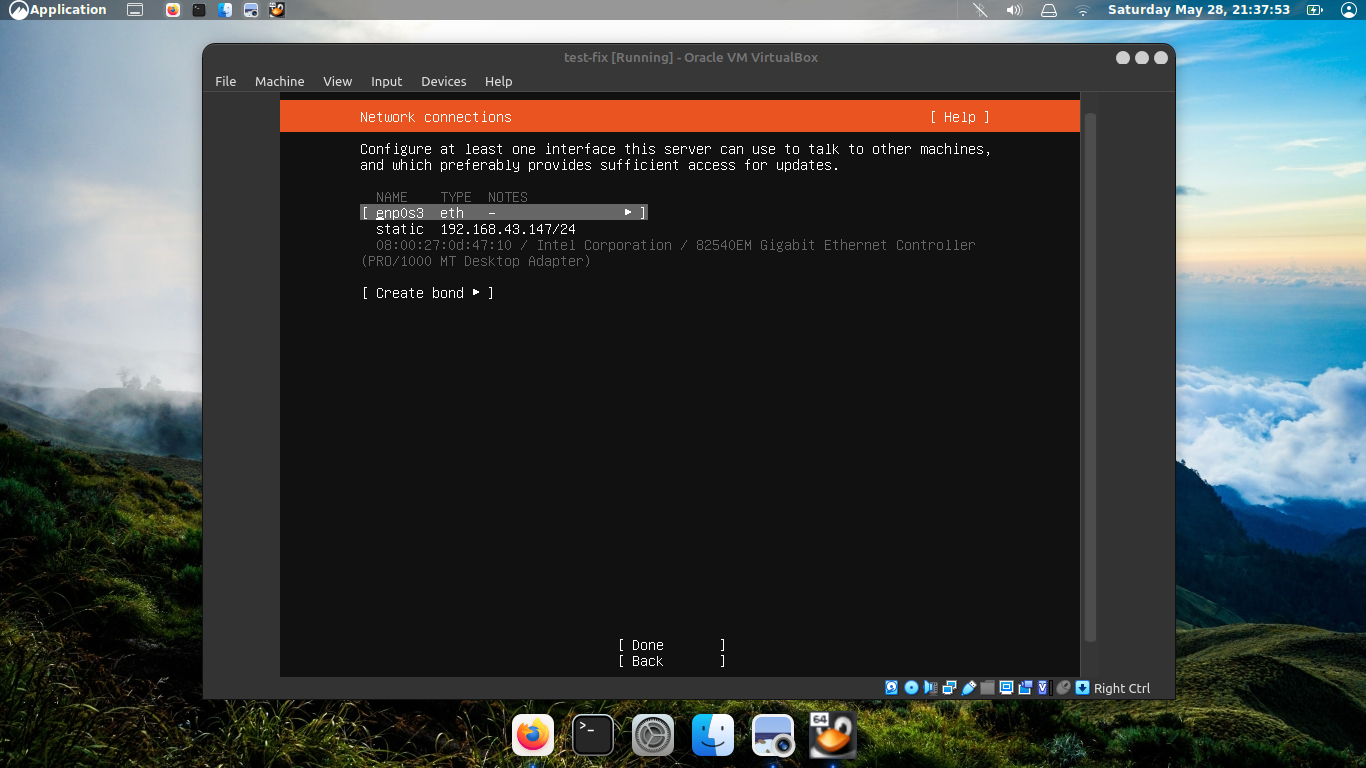 Application
Saturday May 28, 21:37:53
test-fix [Running] - Oracle VM VirtualBox
File Machine View Input Devices Help
Network connections [ Help ]
Configure at least one interface this server can use to talk to other machines,
and which preferably provides sufficient access for updates.
NAME TYPE NOTES
[ enp0s3 eth – ▸ ]
static 192.168.43.147/24
08:00:27:0d:47:10 / Intel Corporation / 82540EM Gigabit Ethernet Controller
(PRO/1000 MT Desktop Adapter)
[ Create bond ▸ ]
[ Done ]
[ Back ]
Right Ctrl
64